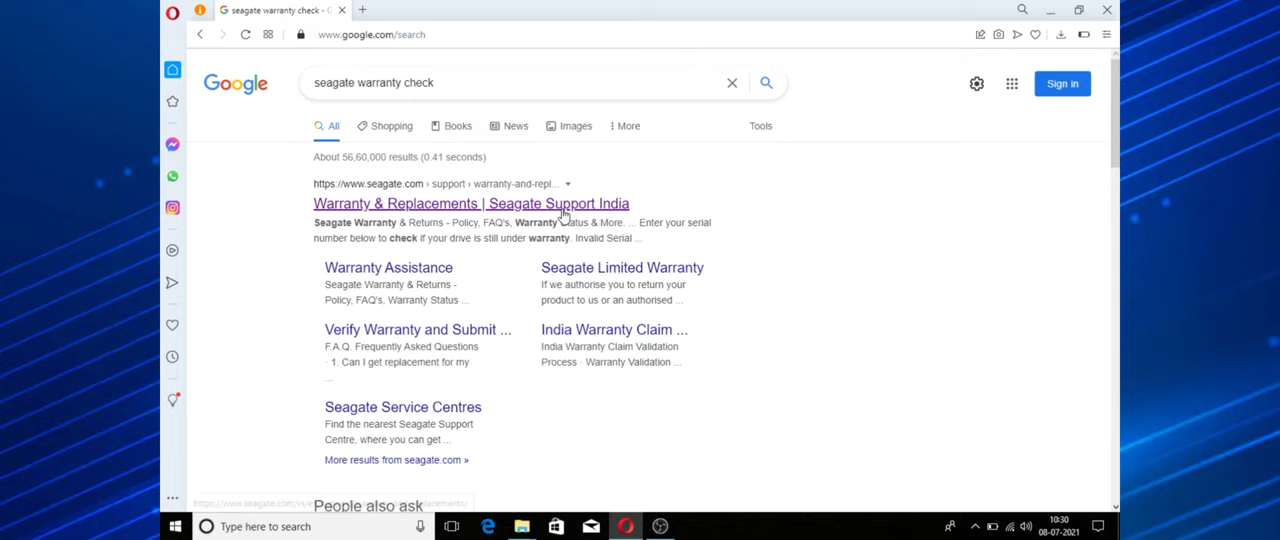 seagate warranty check - G
www.google.com/search
Google
seagate warranty check
Sign in
All
Shopping
Books
News
Images
More
Tools
About 56,60,000 results (0.41 seconds)
https://www.seagate.com › support › warranty-and-repl...
Warranty & Replacements | Seagate Support India
Seagate Warranty & Returns - Policy, FAQ's, Warranty Status & More. ... Enter your serial
number below to check if your drive is still under warranty. Invalid Serial ...
Warranty Assistance
Seagate Warranty & Returns -
Policy, FAQ's, Warranty Status ...
Seagate Limited Warranty
If we authorise you to return your
product to us or an authorised ...
Verify Warranty and Submit ...
F.A.Q. Frequently Asked Questions
· 1. Can I get replacement for my
...
India Warranty Claim ...
India Warranty Claim Validation
Process · Warranty Validation ...
Seagate Service Centres
Find the nearest Seagate Support
Centre, where you can get ...
More results from seagate.com »
People also ask
Type here to search
10:30
08-07-2021